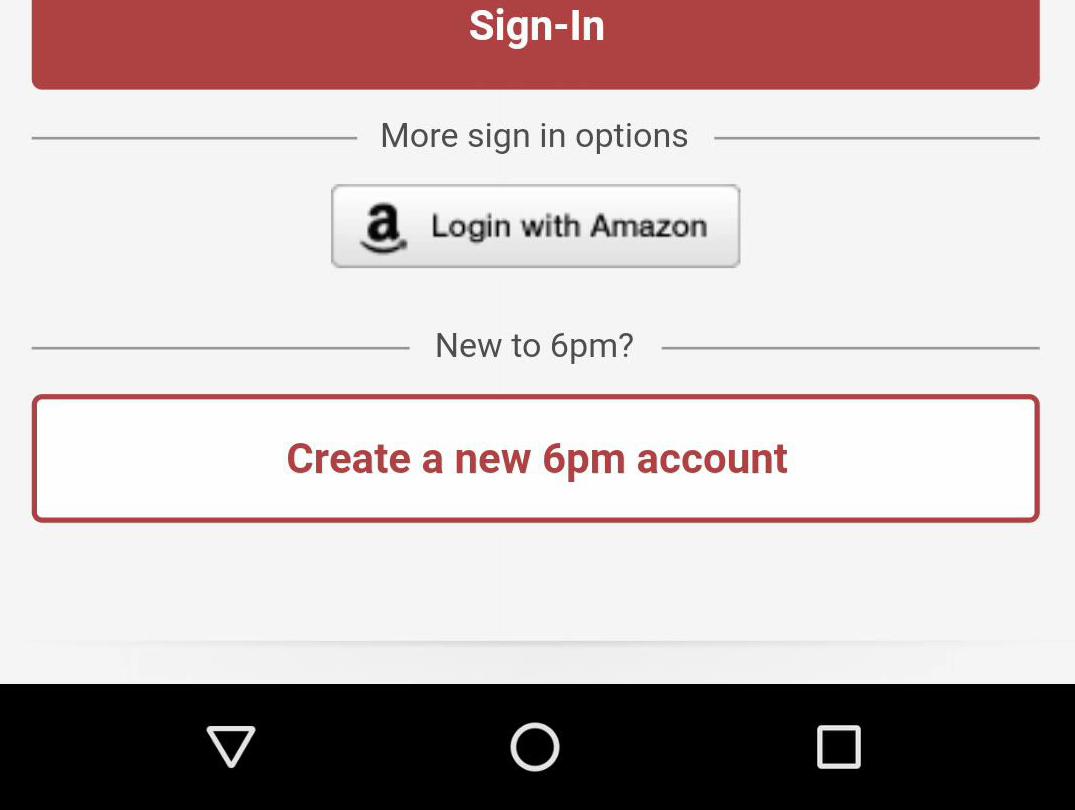 Sign-In
More sign in options
a Login with Amazon
New to 6pm?
Create a new 6pm account